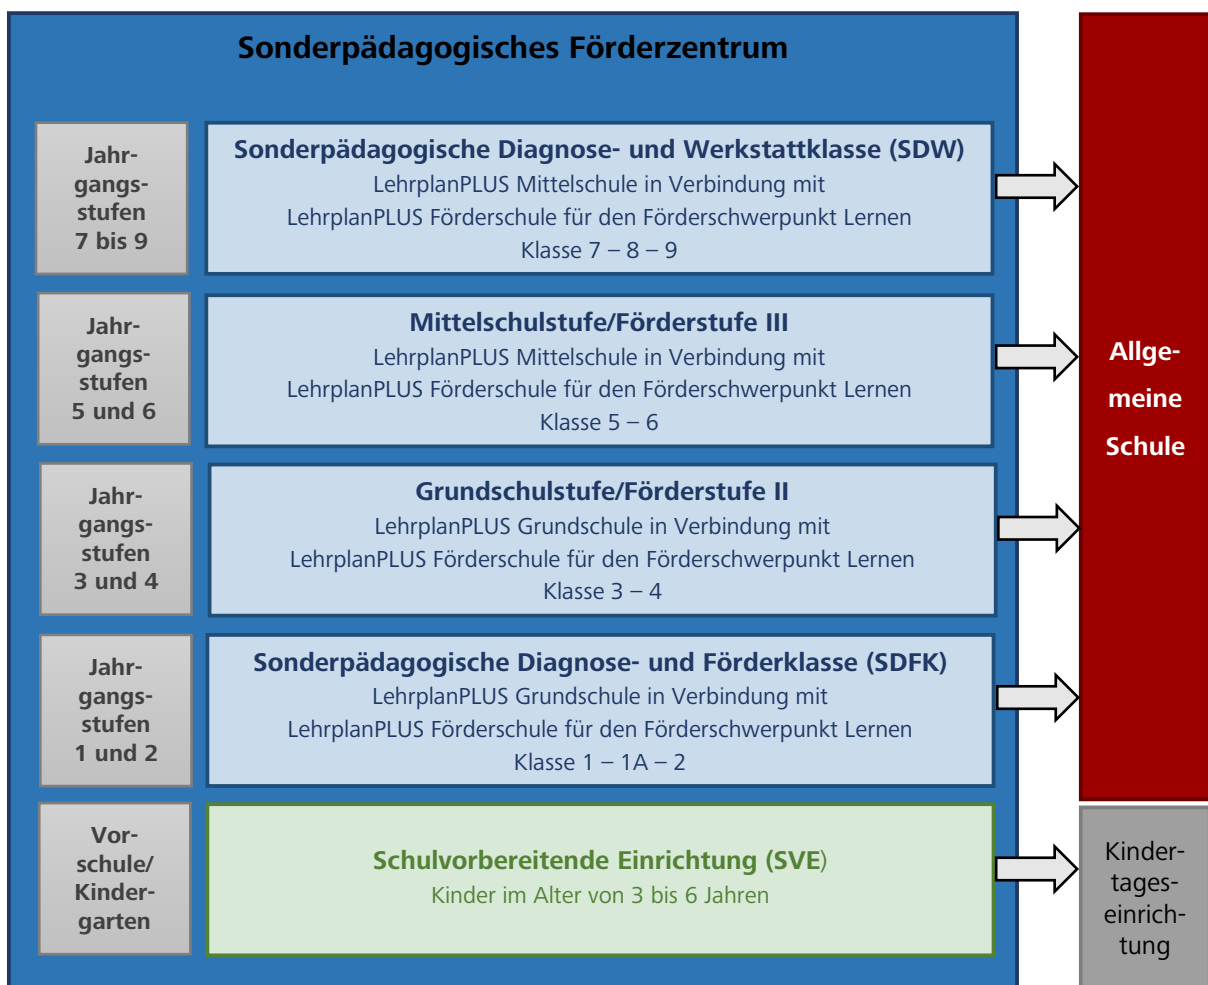 Sonderpädagogisches Förderzentrum
Jahr-
gangs-
stufen
7 bis 9
Sonderpädagogische Diagnose- und Werkstattklasse (SDW)
LehrplanPLUS Mittelschule in Verbindung mit
LehrplanPLUS Förderschule für den Förderschwerpunkt Lernen
Klasse 7 – 8 – 9
Jahr-
gangs-
stufen
5 und 6
Mittelschulstufe/Förderstufe III
LehrplanPLUS Mittelschule in Verbindung mit
LehrplanPLUS Förderschule für den Förderschwerpunkt Lernen
Klasse 5 – 6
Jahr-
gangs-
stufen
3 und 4
Grundschulstufe/Förderstufe II
LehrplanPLUS Grundschule in Verbindung mit
LehrplanPLUS Förderschule für den Förderschwerpunkt Lernen
Klasse 3 – 4
Jahr-
gangs-
stufen
1 und 2
Sonderpädagogische Diagnose- und Förderklasse (SDFK)
LehrplanPLUS Grundschule in Verbindung mit
LehrplanPLUS Förderschule für den Förderschwerpunkt Lernen
Klasse 1 – 1A – 2
Vor-
schule/
Kinder-
garten
Schulvorbereitende Einrichtung (SVE)
Kinder im Alter von 3 bis 6 Jahren
Allge-
meine
Schule
Kinder-
tages-
einrich-
tung